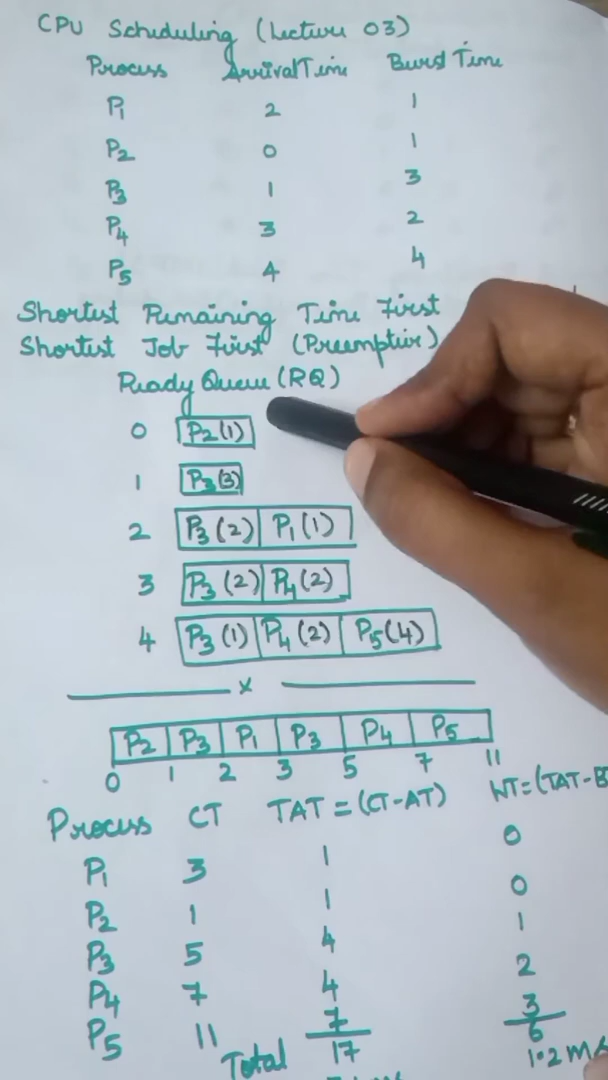 CPU Scheduling (Lecture 03)
Process Arrival Time Burst Time
P1 2 1
P2 0 1
P3 1 3
P4 3 2
P5 4 4
Shortest Remaining Time First
Shortest Job First (Preemptive)
Ready Queue (RQ)
0 P2(1)
1 P3(3)
2 P3(2) P1(1)
3 P3(2) P4(2)
4 P3(1) P4(2) P5(4)
x
P2 P3 P1 P3 P4 P5
0 1 2 3 5 7 11
Process CT TAT=(CT-AT) WT=(TAT-B
P1 3 1 0
P2 1 1 0
P3 5 4 1
P4 7 4 2
P5 11 7 3
Total 17 6
1.2 ms